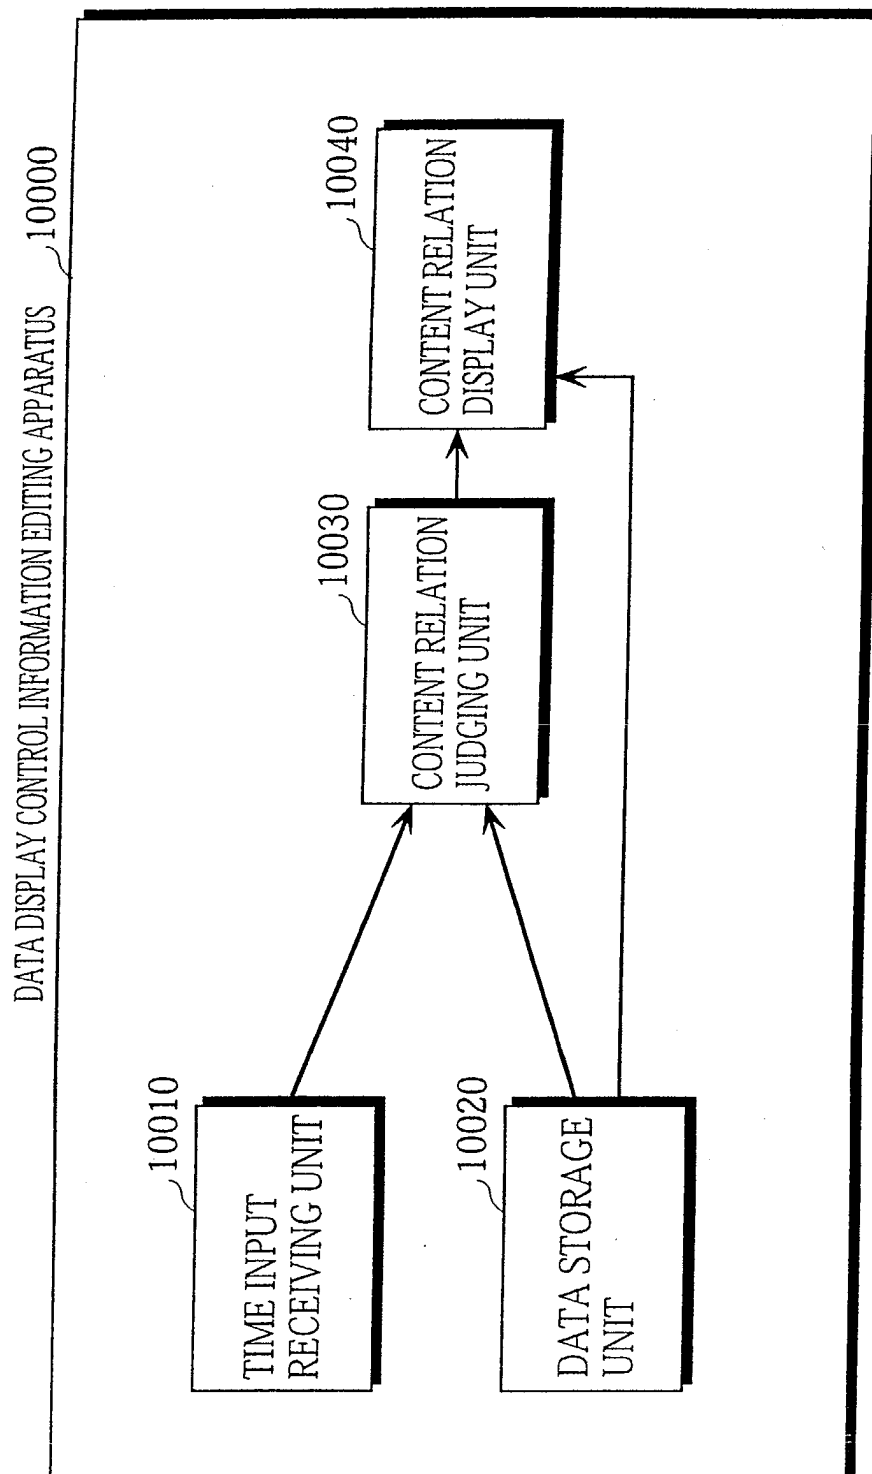 DATA DISPLAY CONTROL INFORMATION EDITING APPARATUS
10000
10010
TIME INPUT
RECEIVING UNIT
10020
DATA STORAGE
UNIT
10030
CONTENT RELATION
JUDGING UNIT
10040
CONTENT RELATION
DISPLAY UNIT